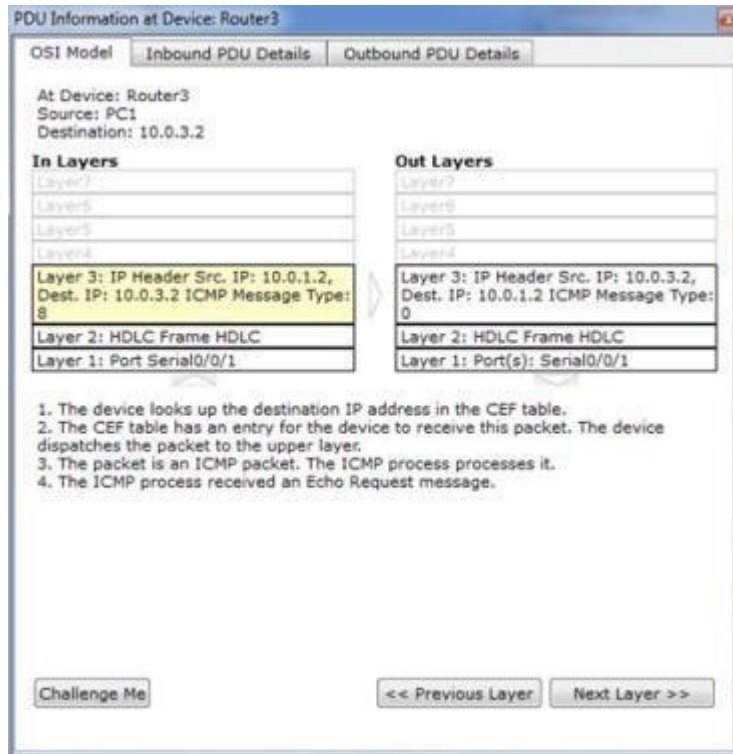 PDU Information at Device: Router3
OSI Model
Inbound PDU Details
Outbound PDU Details
At Device: Router3
Source: PC1
Destination: 10.0.3.2
In Layers
Layer7
Layer6
Layer5
Layer4
Layer 3: IP Header Src. IP: 10.0.1.2,
Dest. IP: 10.0.3.2 ICMP Message Type:
8
Layer 2: HDLC Frame HDLC
Layer 1: Port Serial0/0/1
Out Layers
Layer7
Layer6
Layer5
Layer4
Layer 3: IP Header Src. IP: 10.0.3.2,
Dest. IP: 10.0.1.2 ICMP Message Type:
0
Layer 2: HDLC Frame HDLC
Layer 1: Port(s): Serial0/0/1
1. The device looks up the destination IP address in the CEF table.
2. The CEF table has an entry for the device to receive this packet. The device
dispatches the packet to the upper layer.
3. The packet is an ICMP packet. The ICMP process processes it.
4. The ICMP process received an Echo Request message.
Challenge Me
<< Previous Layer
Next Layer >>